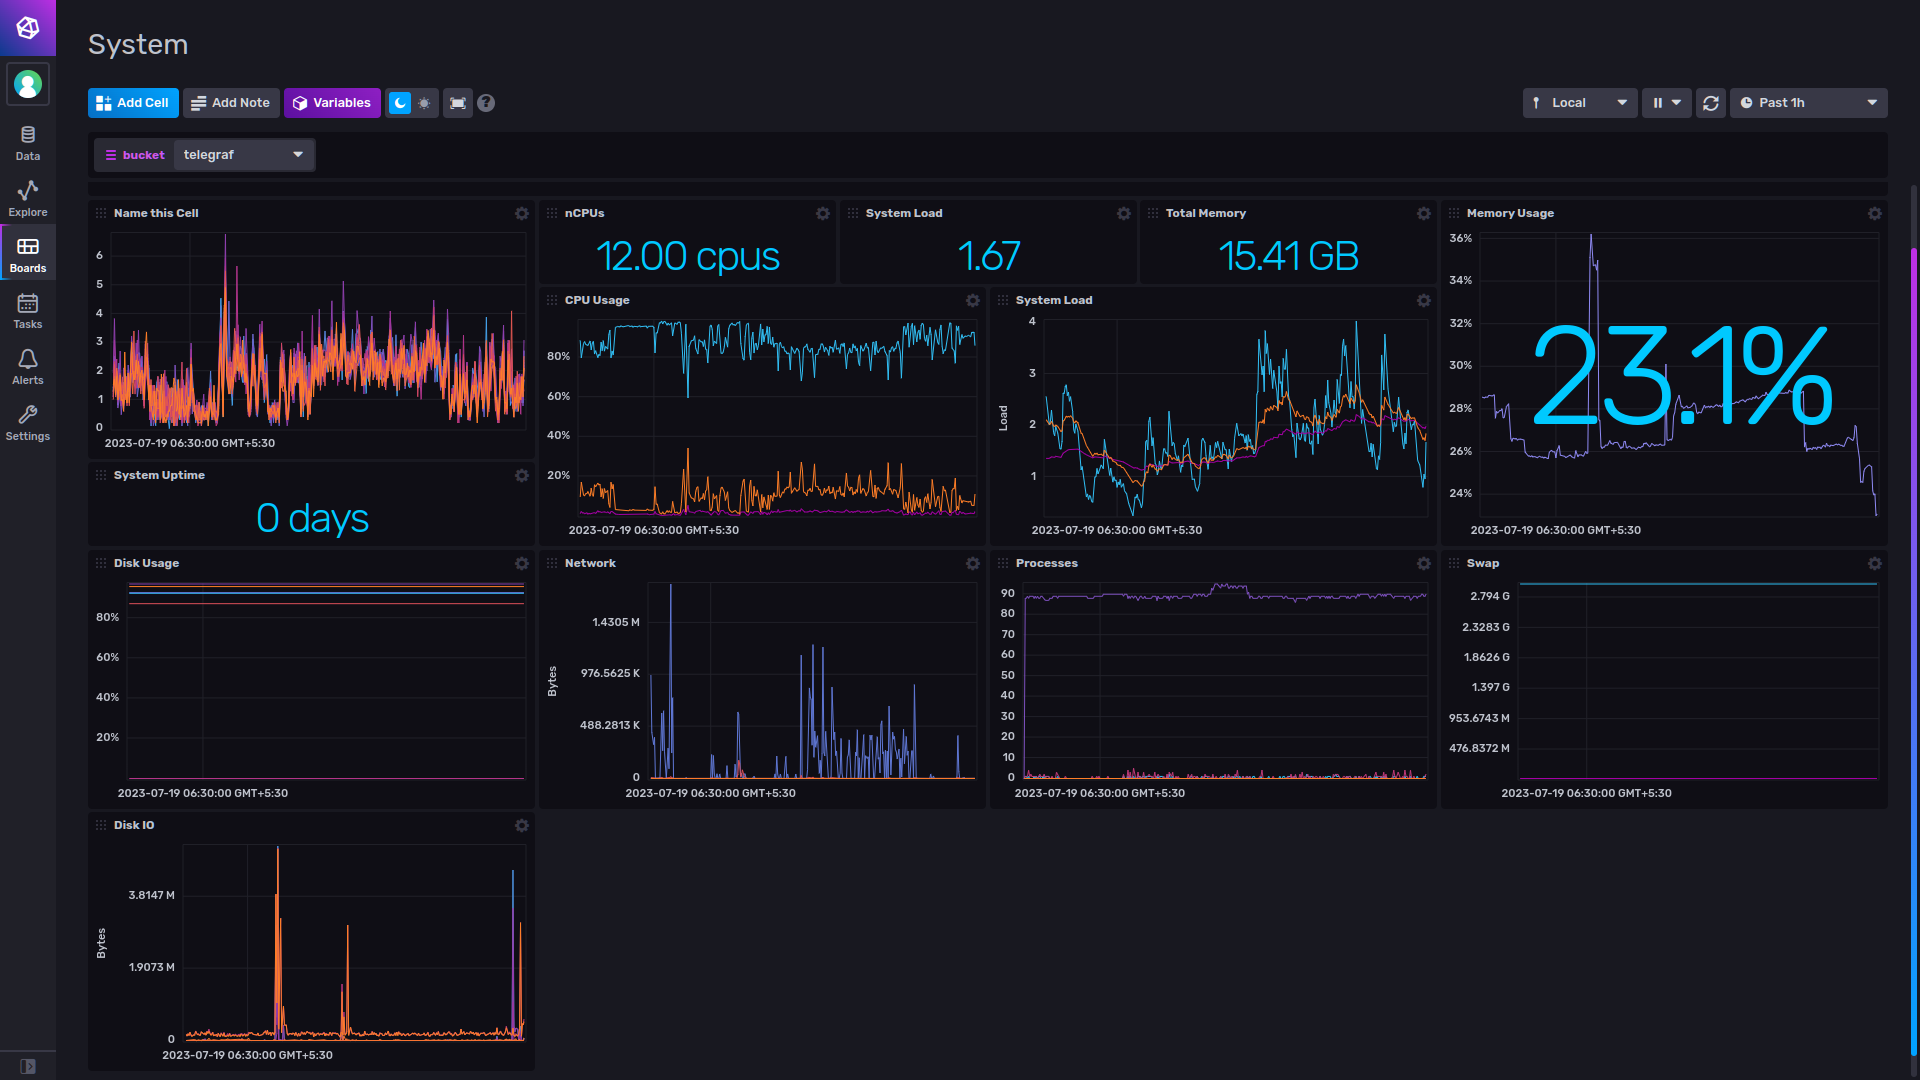 System
Add Cell
Add Note
Variables
?
Local
Past 1h
bucket
telegraf
Data
Explore
Boards
Tasks
Alerts
Settings
Name this Cell
6
5
4
3
2
1
0
2023-07-19 06:30:00 GMT+5:30
nCPUs
12.00 cpus
System Load
1.67
Total Memory
15.41 GB
Memory Usage
36%
34%
32%
30%
28%
26%
24%
23.1%
2023-07-19 06:30:00 GMT+5:30
CPU Usage
80%
60%
40%
20%
2023-07-19 06:30:00 GMT+5:30
System Load
Load
4
3
2
1
2023-07-19 06:30:00 GMT+5:30
System Uptime
0 days
Disk Usage
80%
60%
40%
20%
2023-07-19 06:30:00 GMT+5:30
Network
Bytes
1.4305 M
976.5625 K
488.2813 K
0
2023-07-19 06:30:00 GMT+5:30
Processes
90
80
70
60
50
40
30
20
10
0
2023-07-19 06:30:00 GMT+5:30
Swap
2.794 G
2.3283 G
1.8626 G
1.397 G
953.6743 M
476.8372 M
2023-07-19 06:30:00 GMT+5:30
Disk IO
Bytes
3.8147 M
1.9073 M
0
2023-07-19 06:30:00 GMT+5:30